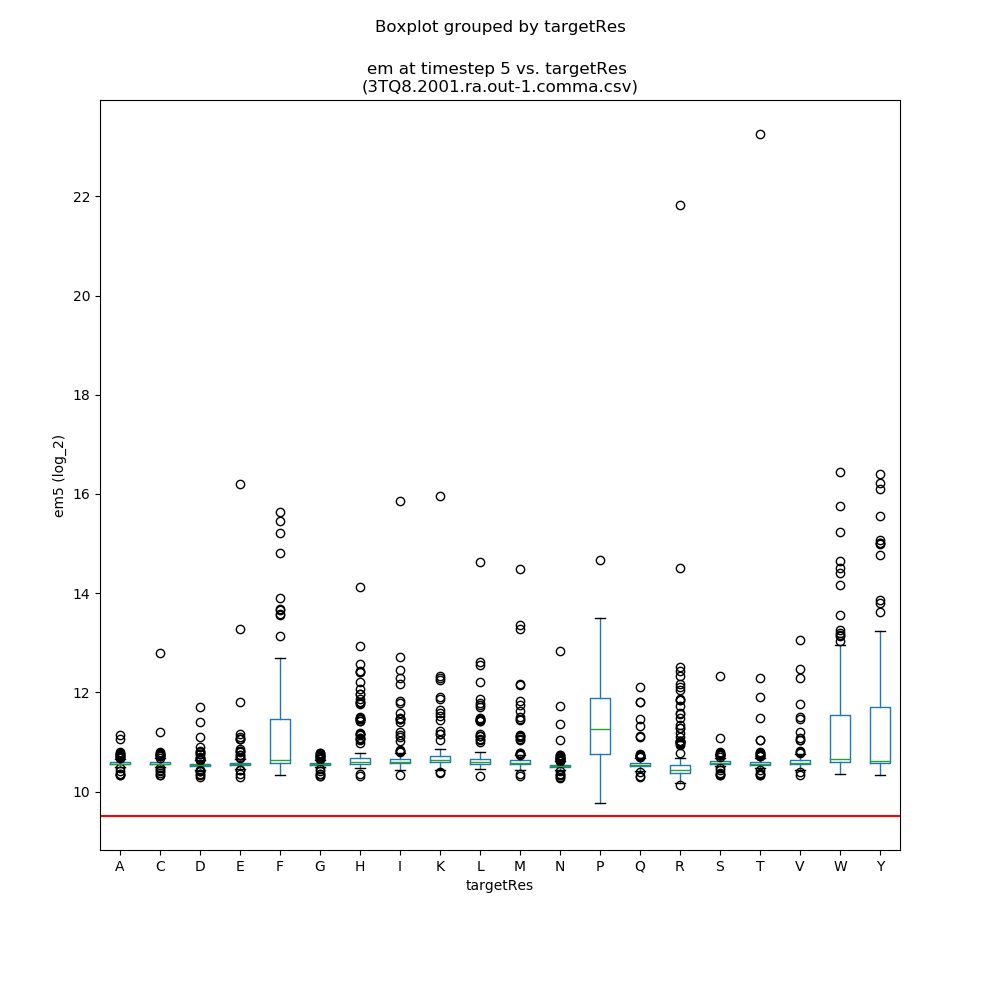 Boxplot grouped by targetRes
em at timestep 5 vs. targetRes
(3TQ8.2001.ra.out-1.comma.csv)
22
20
18
16
14
12
10
em5 (log_2)
A C D E F G H I K L M N P Q R S T V W Y
targetRes